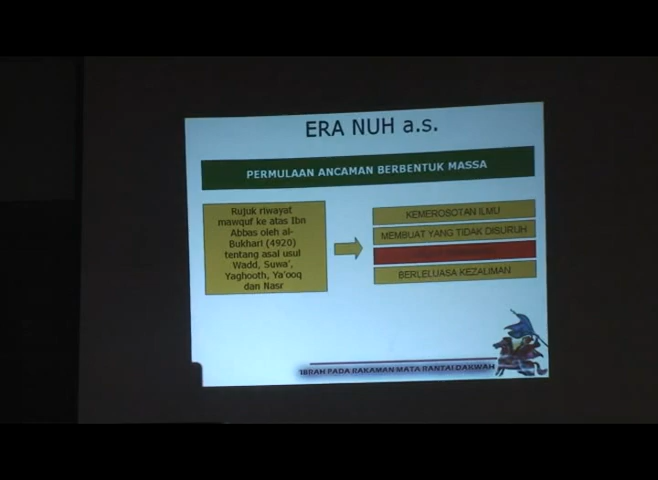 ERA NUH a.s.
PERMULAAN ANCAMAN BERBENTUK MASSA
Rujuk riwayat
mawquf ke atas Ibn
Abbas oleh al-
Bukhari (4920)
tentang asal usul
Wadd, Suwa',
Yaghooth, Ya'ooq
dan Nasr
KEMEROSOTAN ILMU
MEMBUAT YANG TIDAK DISURUH
BERLELUASA KEZALIMAN
IBRAH PADA RAKAMAN MATA RANTAI DAKWAH